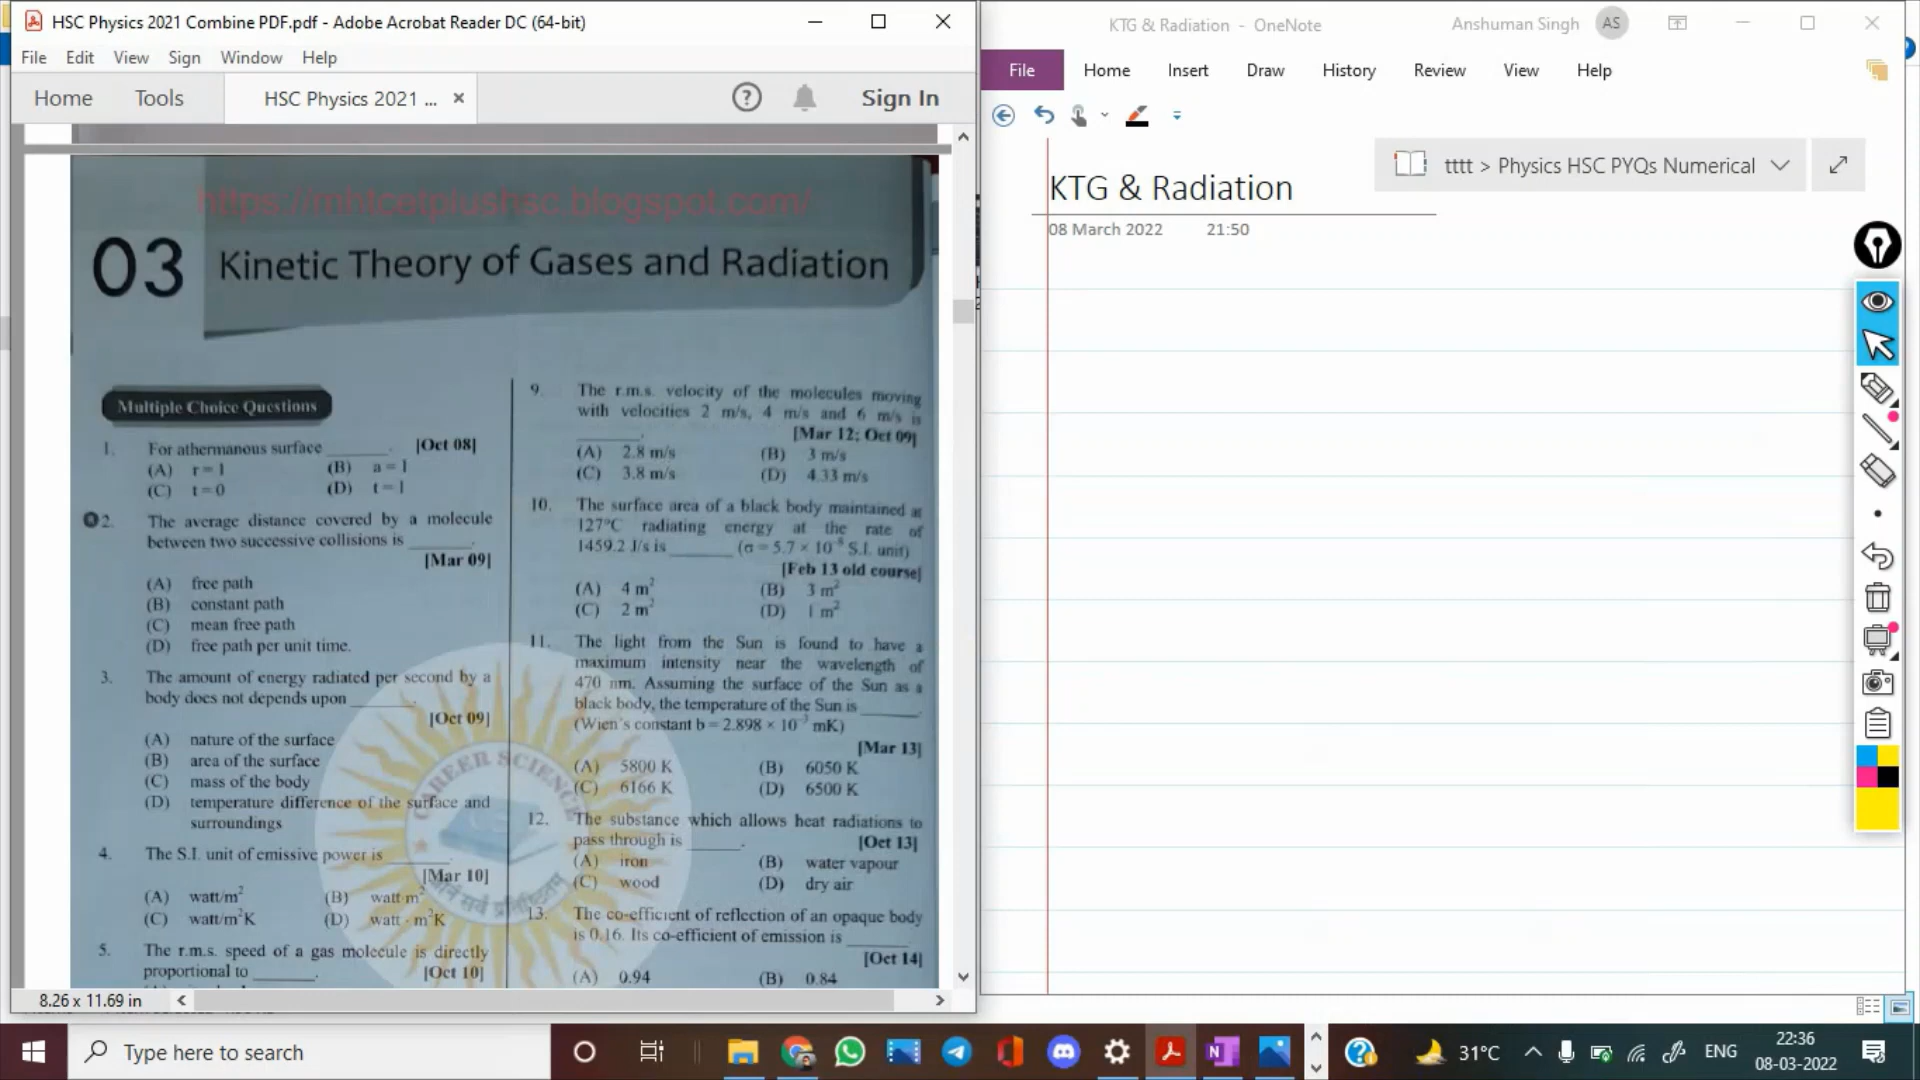 HSC Physics 2021 Combine PDF.pdf - Adobe Acrobat Reader DC (64-bit)
File Edit View Sign Window Help
Home Tools HSC Physics 2021 ... Sign In
https://mhtcetplushsc.blogspot.com/
03 Kinetic Theory of Gases and Radiation
Multiple Choice Questions
1. For athermanous surface ______. [Oct 08]
(A) r = 1 (B) a = 1
(C) t = 0 (D) t = 1
2. The average distance covered by a molecule
between two successive collisions is ______.
[Mar 09]
(A) free path
(B) constant path
(C) mean free path
(D) free path per unit time.
3. The amount of energy radiated per second by a
body does not depends upon ______.
[Oct 09]
(A) nature of the surface
(B) area of the surface
(C) mass of the body
(D) temperature difference of the surface and
surroundings
4. The S.I. unit of emissive power is ______.
[Mar 10]
(A) watt/m² (B) watt·m²
(C) watt/m²K (D) watt · m²K
5. The r.m.s. speed of a gas molecule is directly
proportional to ______. [Oct 10]
9. The r.m.s. velocity of the molecules moving
with velocities 2 m/s, 4 m/s and 6 m/s is
______. [Mar 12; Oct 09]
(A) 2.8 m/s (B) 3 m/s
(C) 3.8 m/s (D) 4.33 m/s
10. The surface area of a black body maintained at
127°C radiating energy at the rate of
1459.2 J/s is ______ (σ = 5.7 × 10⁻⁸ S.I. unit)
[Feb 13 old course]
(A) 4 m² (B) 3 m²
(C) 2 m² (D) 1 m²
11. The light from the Sun is found to have a
maximum intensity near the wavelength of
470 nm. Assuming the surface of the Sun as a
black body, the temperature of the Sun is ______.
(Wien's constant b = 2.898 × 10⁻³ mK)
[Mar 13]
(A) 5800 K (B) 6050 K
(C) 6166 K (D) 6500 K
12. The substance which allows heat radiations to
pass through is ______. [Oct 13]
(A) iron (B) water vapour
(C) wood (D) dry air
13. The co-efficient of reflection of an opaque body
is 0.16. Its co-efficient of emission is ______
[Oct 14]
(A) 0.94 (B) 0.84
CAREER SCIENCE
8.26 x 11.69 in
KTG & Radiation - OneNote Anshuman Singh AS
File Home Insert Draw History Review View Help
tttt > Physics HSC PYQs Numerical
KTG & Radiation
08 March 2022 21:50
Type here to search
31°C ENG 22:36
08-03-2022